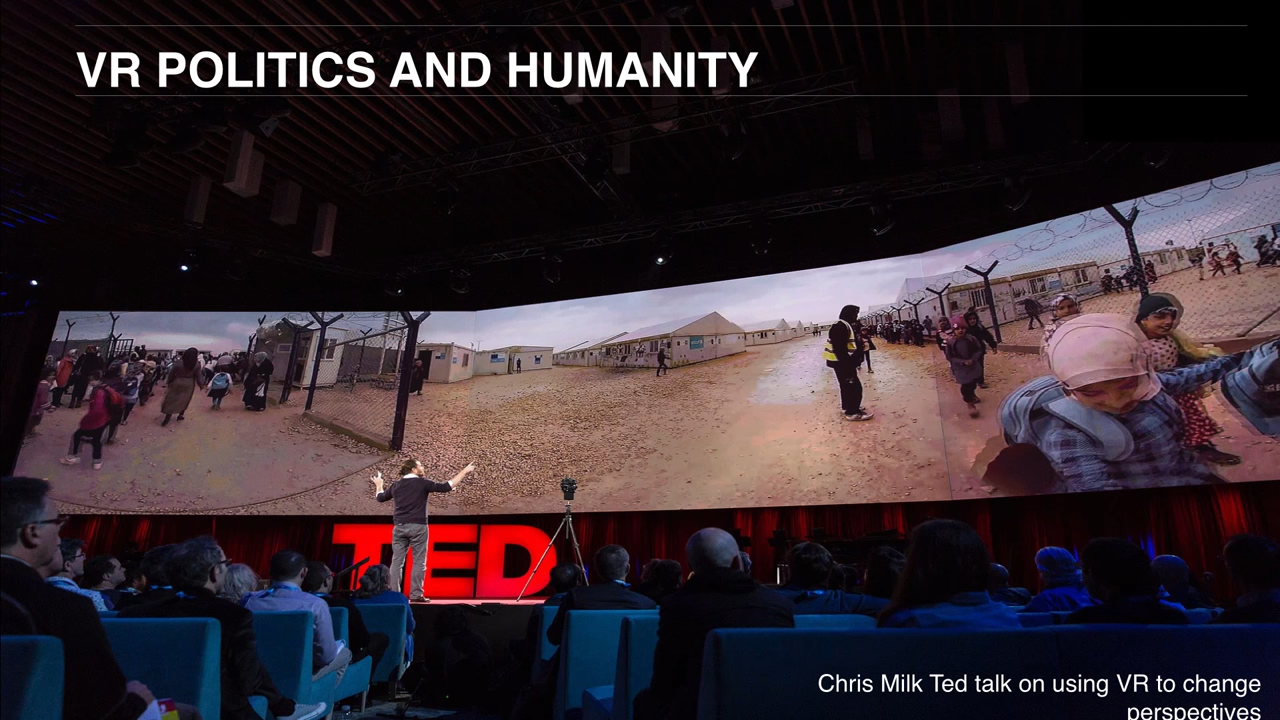 VR POLITICS AND HUMANITY
TED
Chris Milk Ted talk on using VR to change
perspectives